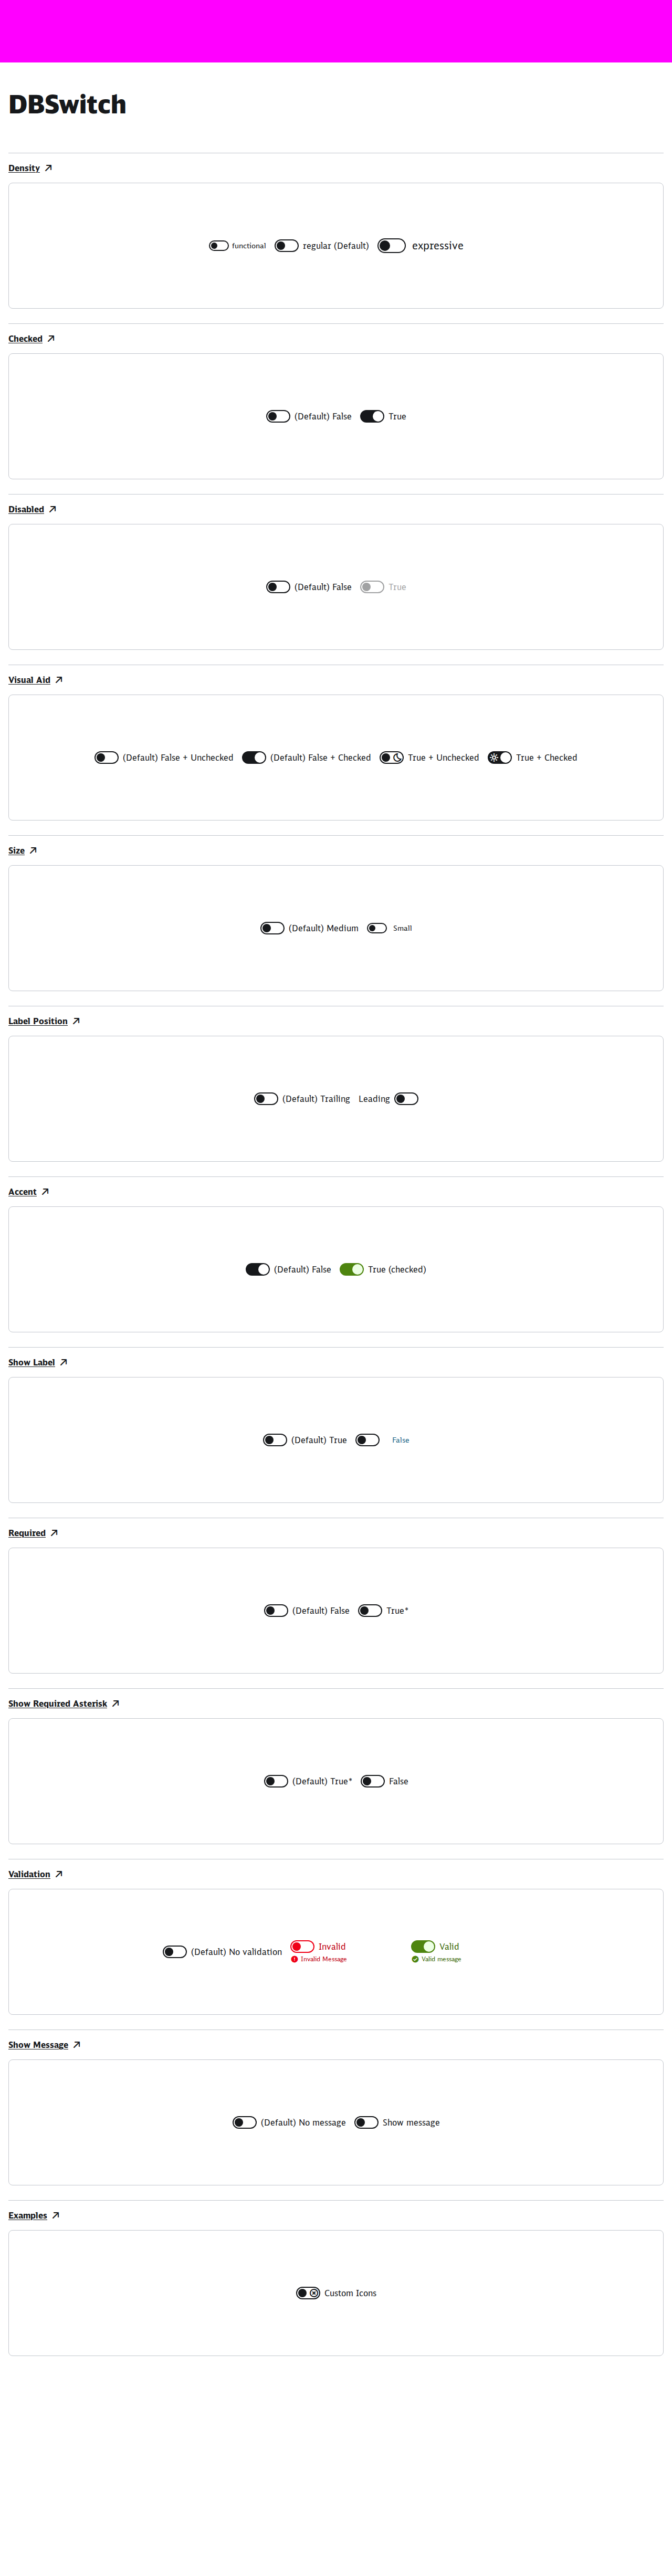 DBSwitch
Density
functional regular (Default) expressive
Checked
(Default) False True
Disabled
(Default) False True
Visual Aid
(Default) False + Unchecked (Default) False + Checked True + Unchecked True + Checked
Size
(Default) Medium Small
Label Position
(Default) Trailing Leading
Accent
(Default) False True (checked)
Show Label
(Default) True False
Required
(Default) False True*
Show Required Asterisk
(Default) True* False
Validation
(Default) No validation Invalid Valid
Invalid Message Valid message
Show Message
(Default) No message Show message
Examples
Custom Icons